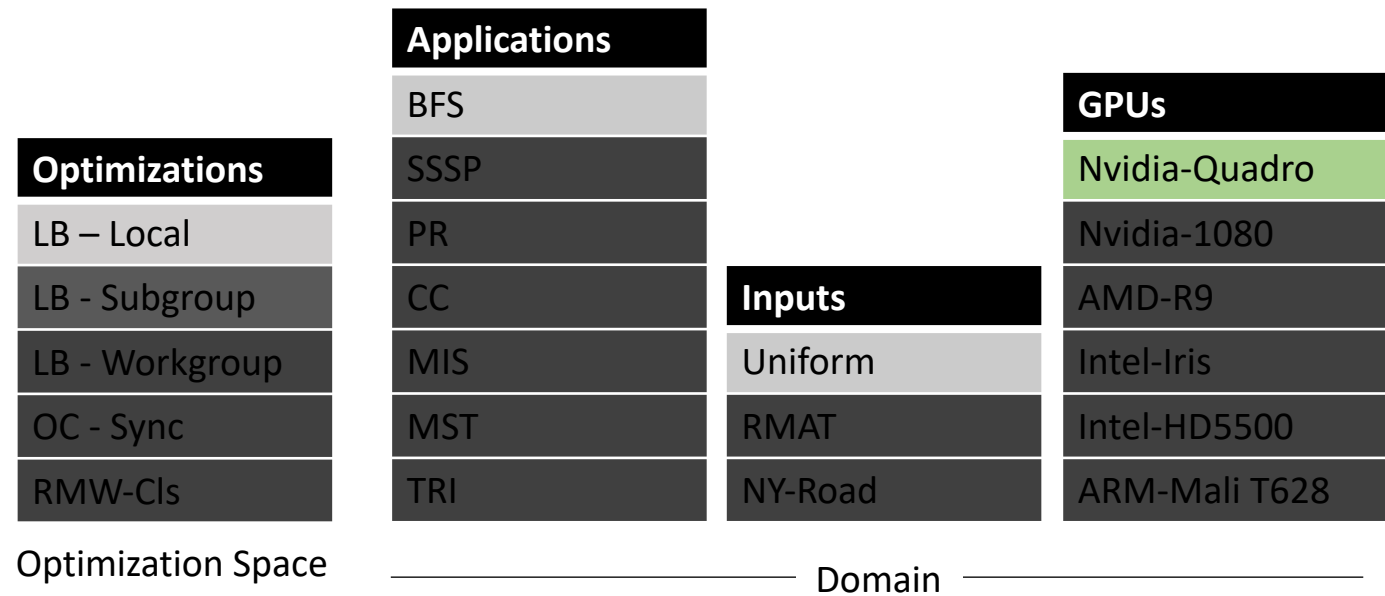 Optimizations
LB – Local
LB - Subgroup
LB - Workgroup
OC - Sync
RMW-Cls
Optimization Space
Applications
BFS
SSSP
PR
CC
MIS
MST
TRI
Inputs
Uniform
RMAT
NY-Road
GPUs
Nvidia-Quadro
Nvidia-1080
AMD-R9
Intel-Iris
Intel-HD5500
ARM-Mali T628
Domain